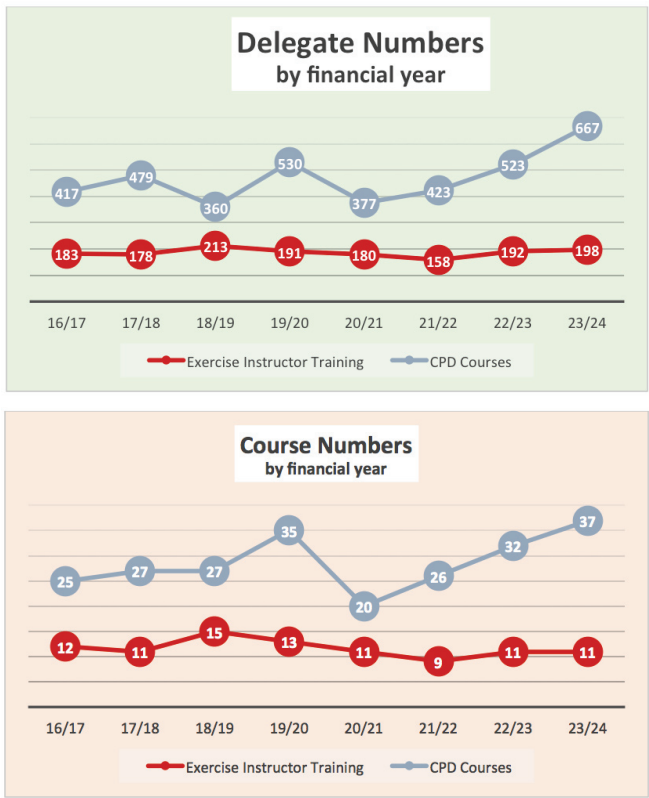 Delegate Numbers
by financial year
417 479 360 530 377 423 523 667
183 178 213 191 180 158 192 198
16/17 17/18 18/19 19/20 20/21 21/22 22/23 23/24
Exercise Instructor Training CPD Courses
Course Numbers
by financial year
25 27 27 35 20 26 32 37
12 11 15 13 11 9 11 11
16/17 17/18 18/19 19/20 20/21 21/22 22/23 23/24
Exercise Instructor Training CPD Courses